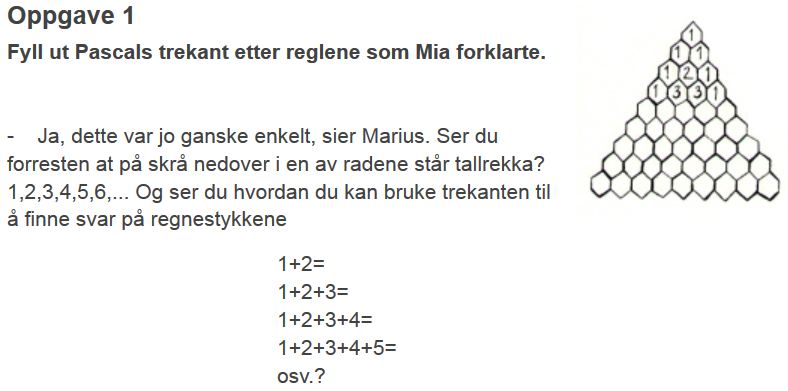 Oppgave 1
Fyll ut Pascals trekant etter reglene som Mia forklarte.
- Ja, dette var jo ganske enkelt, sier Marius. Ser du
forresten at på skrå nedover i en av radene står tallrekka?
1,2,3,4,5,6,... Og ser du hvordan du kan bruke trekanten til
å finne svar på regnestykkene
1+2=
1+2+3=
1+2+3+4=
1+2+3+4+5=
osv.?
1
1 1
1 2 1
1 3 3 1